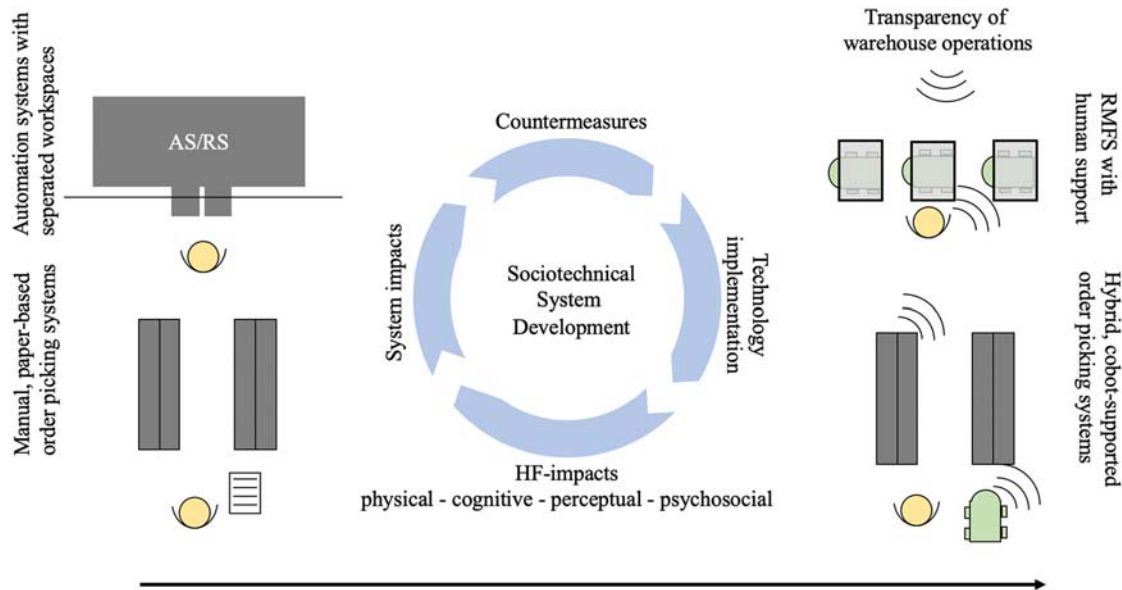 Automation systems with
seperated workspaces
AS/RS
Manual, paper-based
order picking systems
Countermeasures
System impacts
Sociotechnical
System
Development
Technology
implementation
HF-impacts
physical - cognitive - perceptual - psychosocial
Transparency of
warehouse operations
RMFS with
human support
Hybrid, cobot-supported
order picking systems